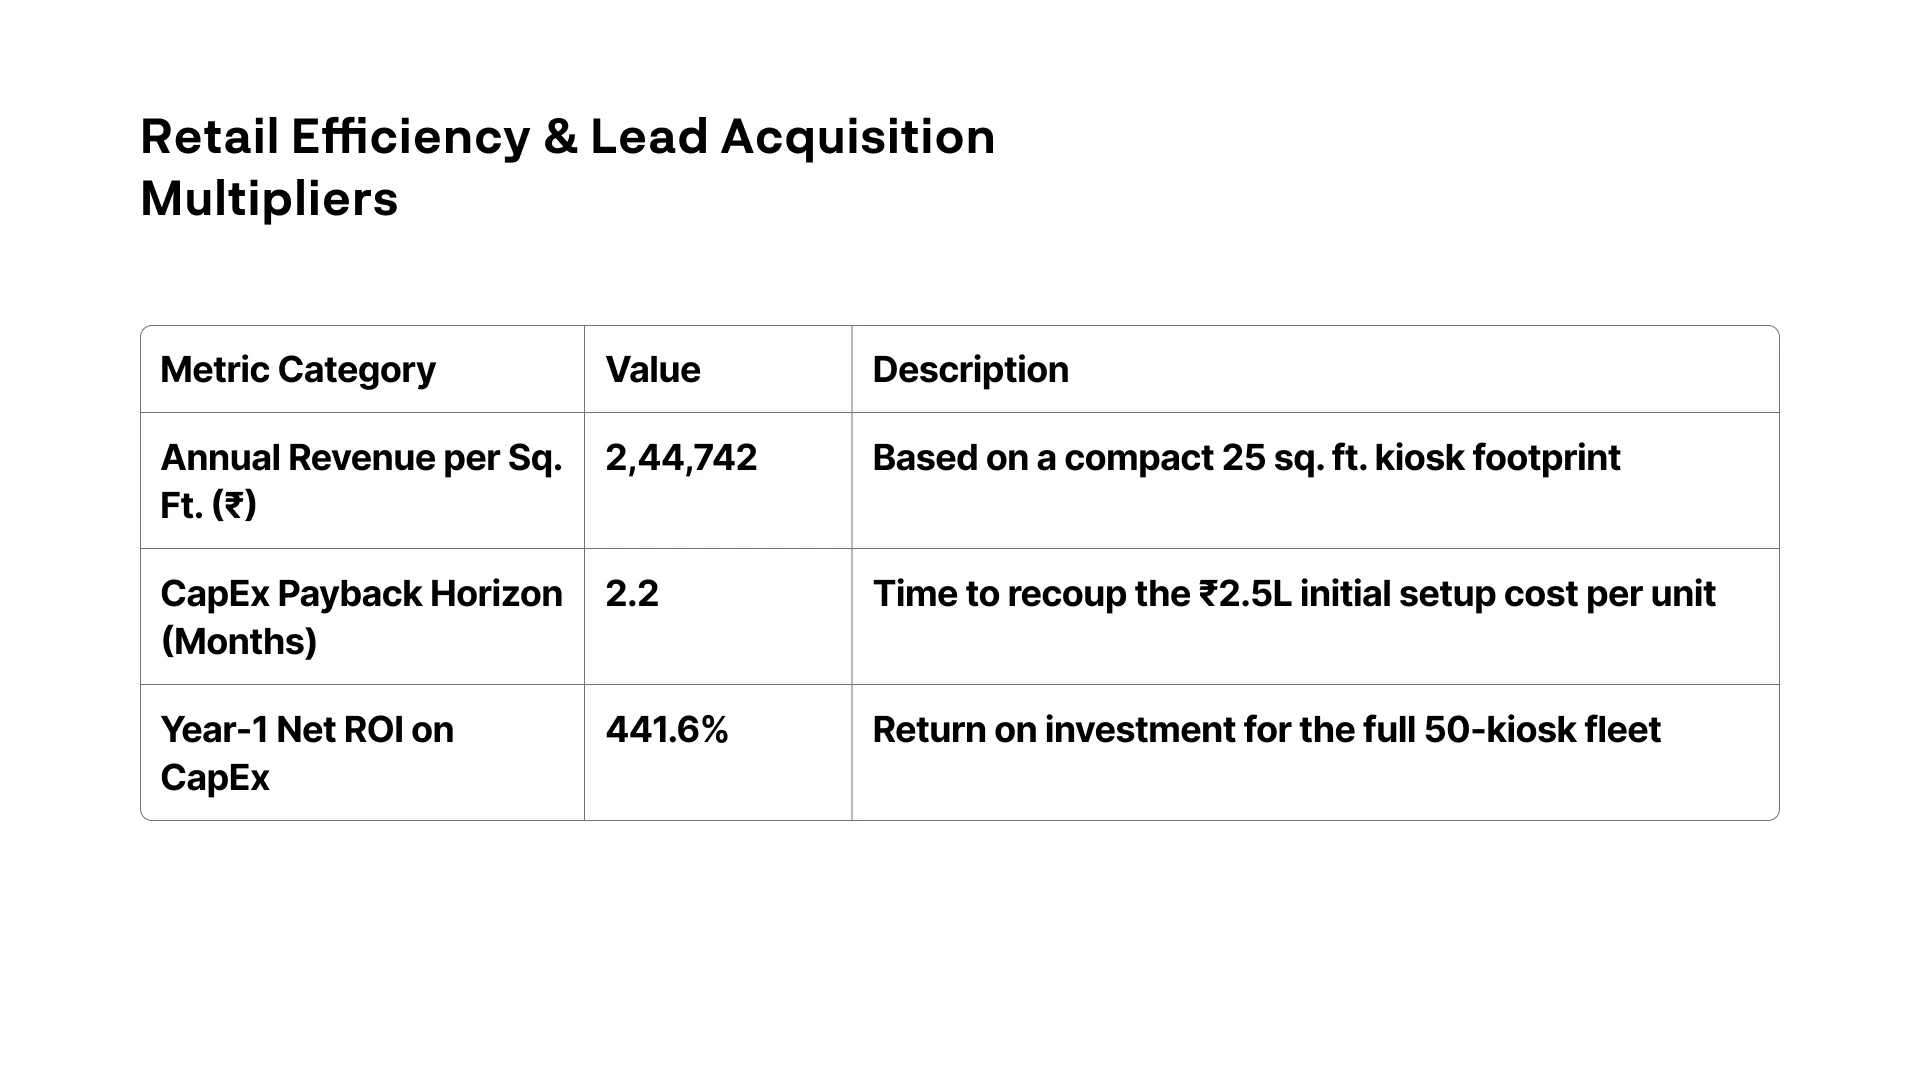 Retail Efficiency & Lead Acquisition
Multipliers
Metric Category
Value
Description
Annual Revenue per Sq.
Ft. (₹)
2,44,742
Based on a compact 25 sq. ft. kiosk footprint
CapEx Payback Horizon
(Months)
2.2
Time to recoup the ₹2.5L initial setup cost per unit
Year-1 Net ROI on
CapEx
441.6%
Return on investment for the full 50-kiosk fleet